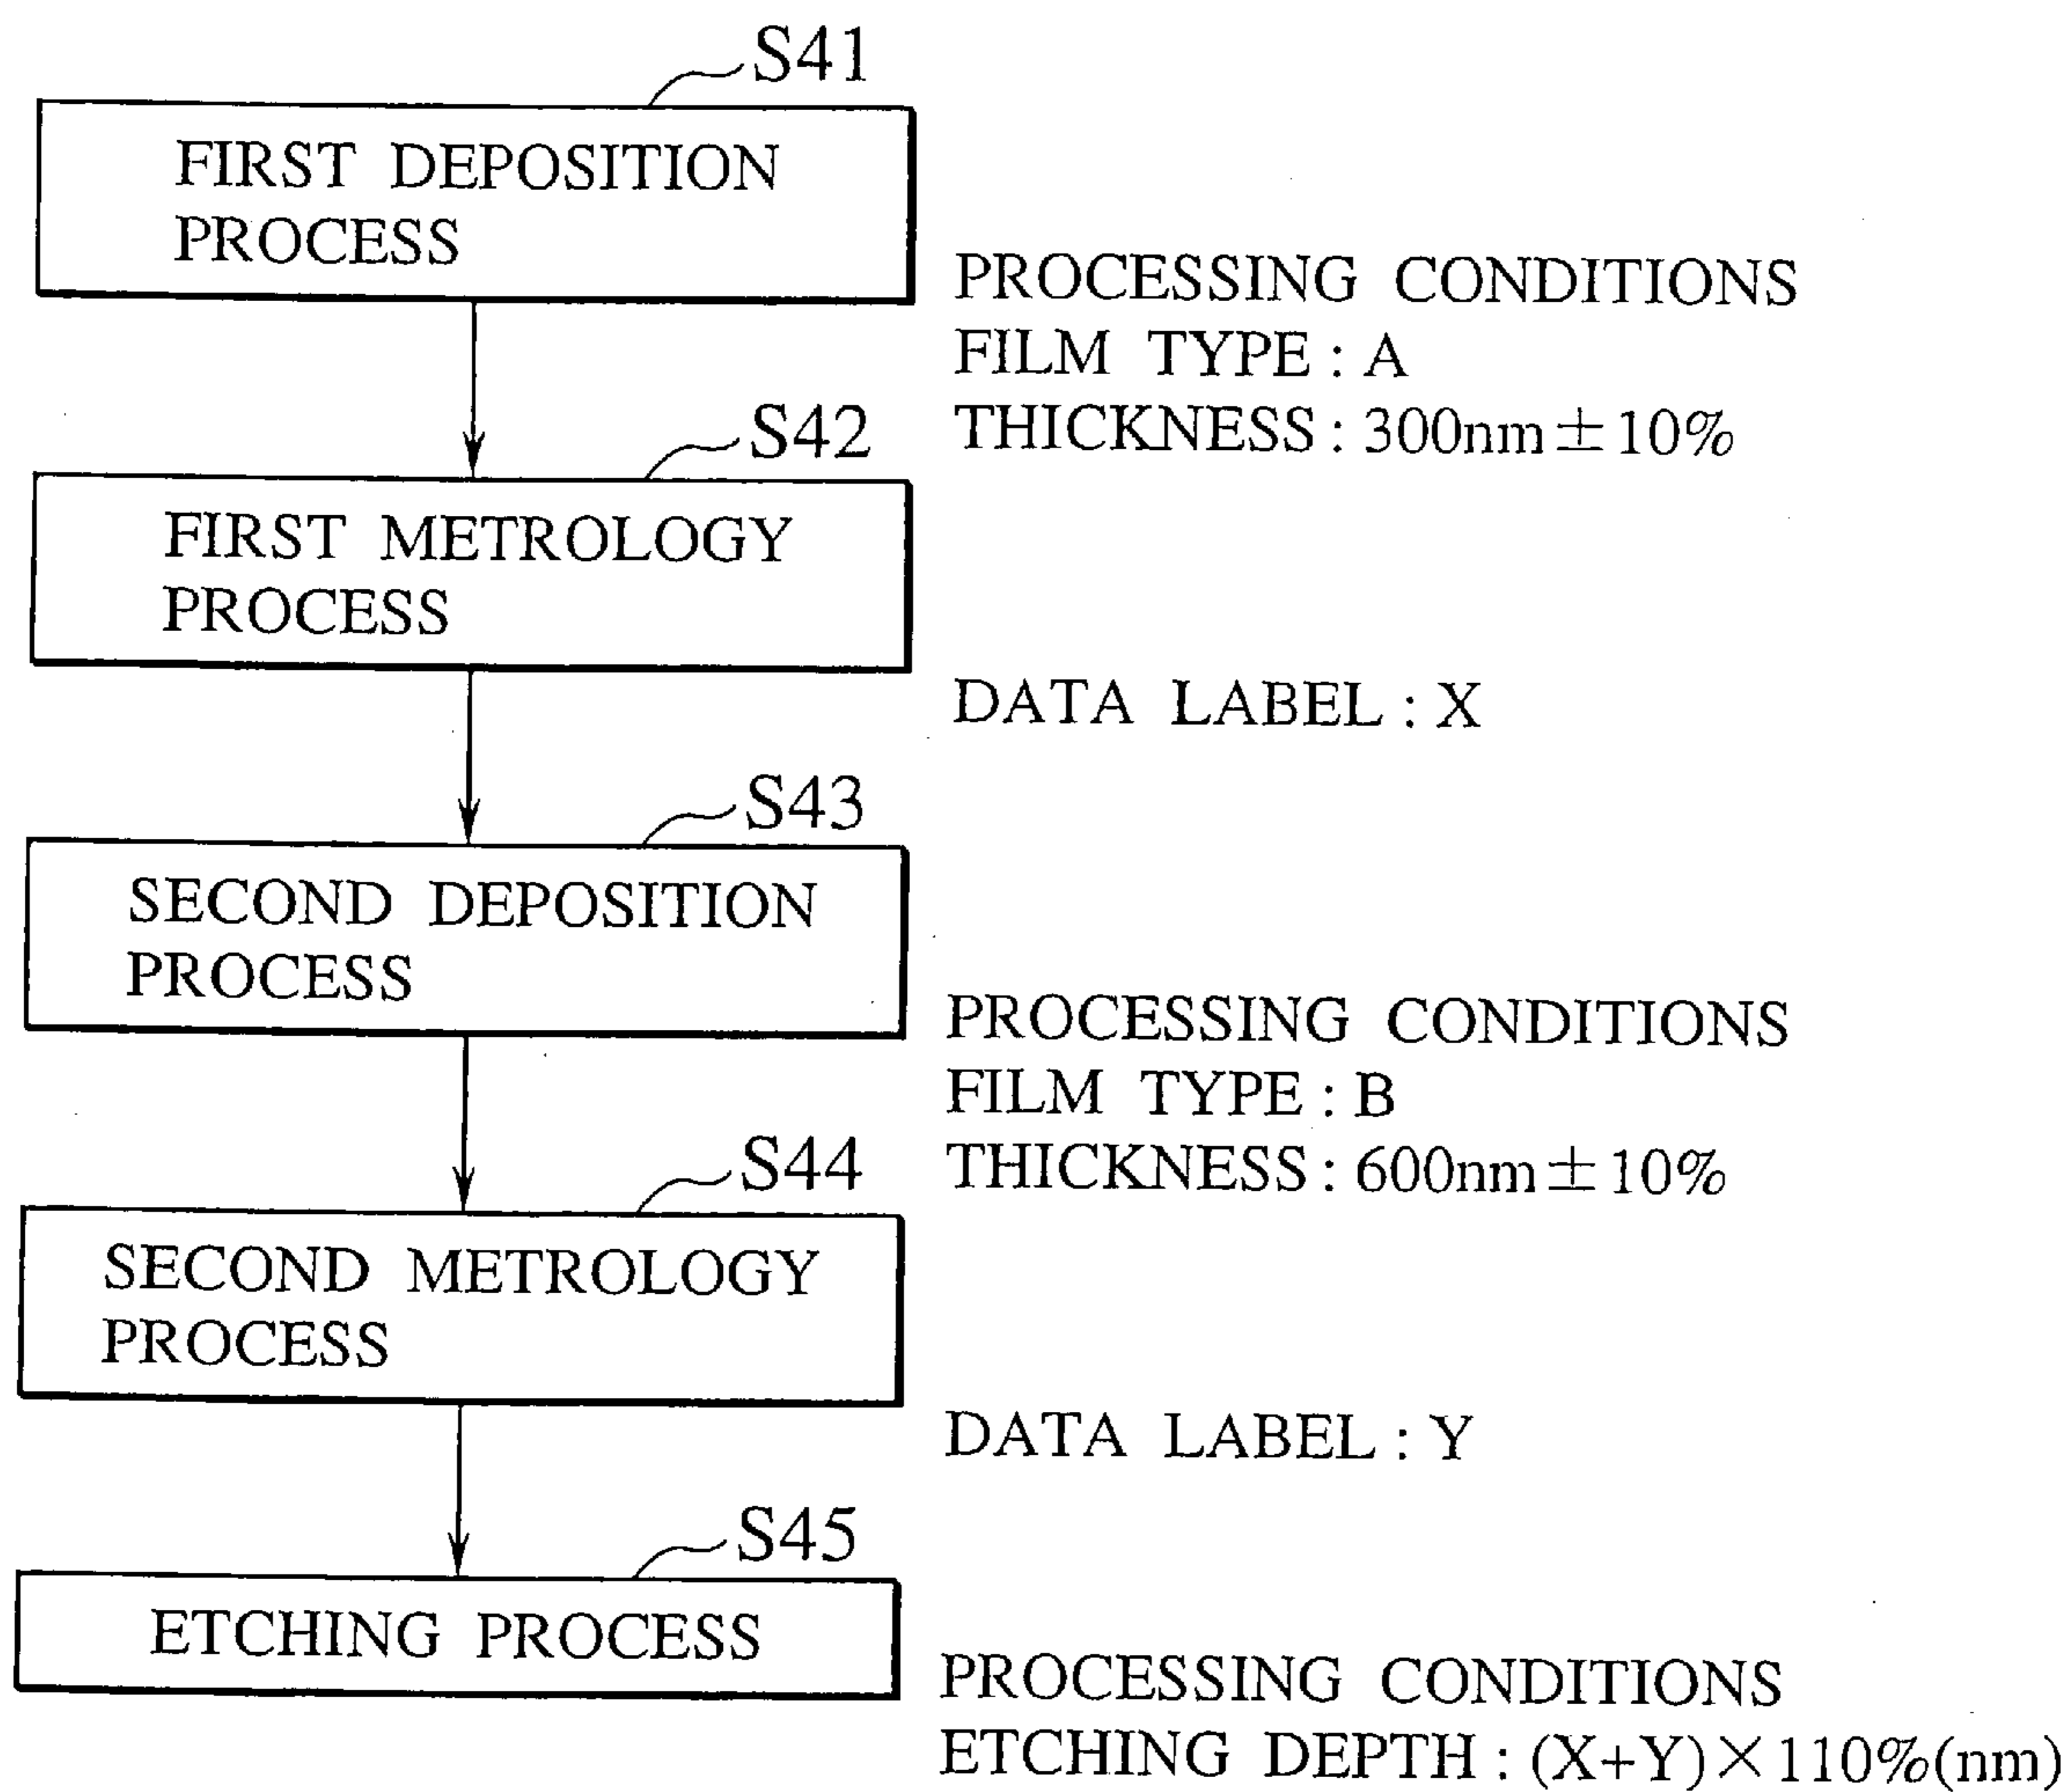 S41
FIRST DEPOSITION
PROCESS
PROCESSING CONDITIONS
FILM TYPE : A
THICKNESS : 300nm ± 10%
S42
FIRST METROLOGY
PROCESS
DATA LABEL : X
S43
SECOND DEPOSITION
PROCESS
PROCESSING CONDITIONS
FILM TYPE : B
THICKNESS : 600nm ± 10%
S44
SECOND METROLOGY
PROCESS
DATA LABEL : Y
S45
ETCHING PROCESS
PROCESSING CONDITIONS
ETCHING DEPTH : (X+Y)×110%(nm)